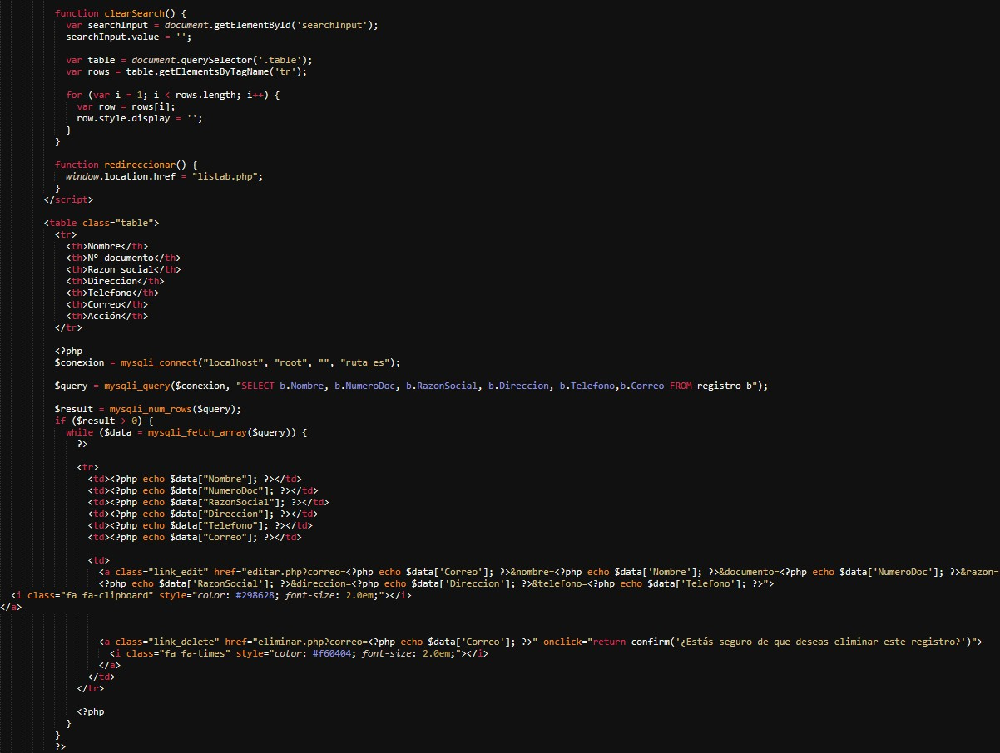 function clearSearch() {
var searchInput = document.getElementById('searchInput');
searchInput.value = '';
var table = document.querySelector('.table');
var rows = table.getElementsByTagName('tr');
for (var i = 1; i < rows.length; i++) {
var row = rows[i];
row.style.display = '';
}
}
function redireccionar() {
window.location.href = "listab.php";
}
</script>
<table class="table">
<tr>
<th>Nombre</th>
<th>Nº documento</th>
<th>Razon social</th>
<th>Direccion</th>
<th>Telefono</th>
<th>Correo</th>
<th>Acción</th>
</tr>
<?php
$conexion = mysqli_connect("localhost", "root", "", "ruta_es");
$query = mysqli_query($conexion, "SELECT b.Nombre, b.NumeroDoc, b.RazonSocial, b.Direccion, b.Telefono,b.Correo FROM registro b");
$result = mysqli_num_rows($query);
if ($result > 0) {
while ($data = mysqli_fetch_array($query)) {
?>
<tr>
<td><?php echo $data["Nombre"]; ?></td>
<td><?php echo $data["NumeroDoc"]; ?></td>
<td><?php echo $data["RazonSocial"]; ?></td>
<td><?php echo $data["Direccion"]; ?></td>
<td><?php echo $data["Telefono"]; ?></td>
<td><?php echo $data["Correo"]; ?></td>
<td>
<a class="link_edit" href="editar.php?correo=<?php echo $data['Correo']; ?>&nombre=<?php echo $data['Nombre']; ?>&documento=<?php echo $data['NumeroDoc']; ?>&razon=
<?php echo $data['RazonSocial']; ?>&direccion=<?php echo $data['Direccion']; ?>&telefono=<?php echo $data['Telefono']; ?>">
<i class="fa fa-clipboard" style="color: #298628; font-size: 2.0em;"></i>
</a>
<a class="link_delete" href="eliminar.php?correo=<?php echo $data['Correo']; ?>" onclick="return confirm('¿Estás seguro de que deseas eliminar este registro?')">
<i class="fa fa-times" style="color: #f60404; font-size: 2.0em;"></i>
</a>
</td>
</tr>
<?php
}
}
?>